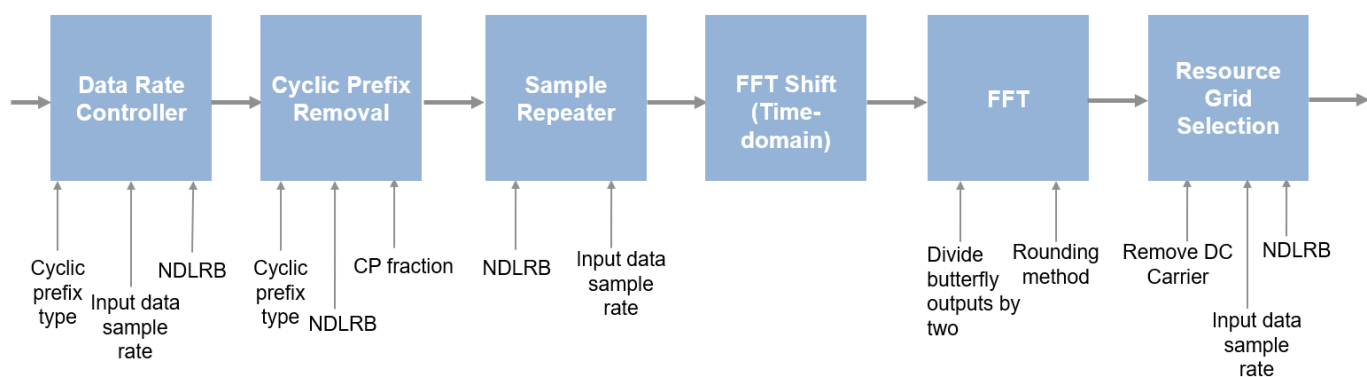 Data Rate
Controller
Cyclic Prefix
Removal
Sample
Repeater
FFT Shift
(Time-
domain)
FFT
Resource
Grid
Selection
Cyclic
prefix
type
Input data
sample
rate
NDLRB
Cyclic
prefix
type
NDLRB
CP fraction
NDLRB
Input data
sample
rate
Divide
butterfly
outputs by
two
Rounding
method
Remove DC
Carrier
Input data
sample
rate
NDLRB